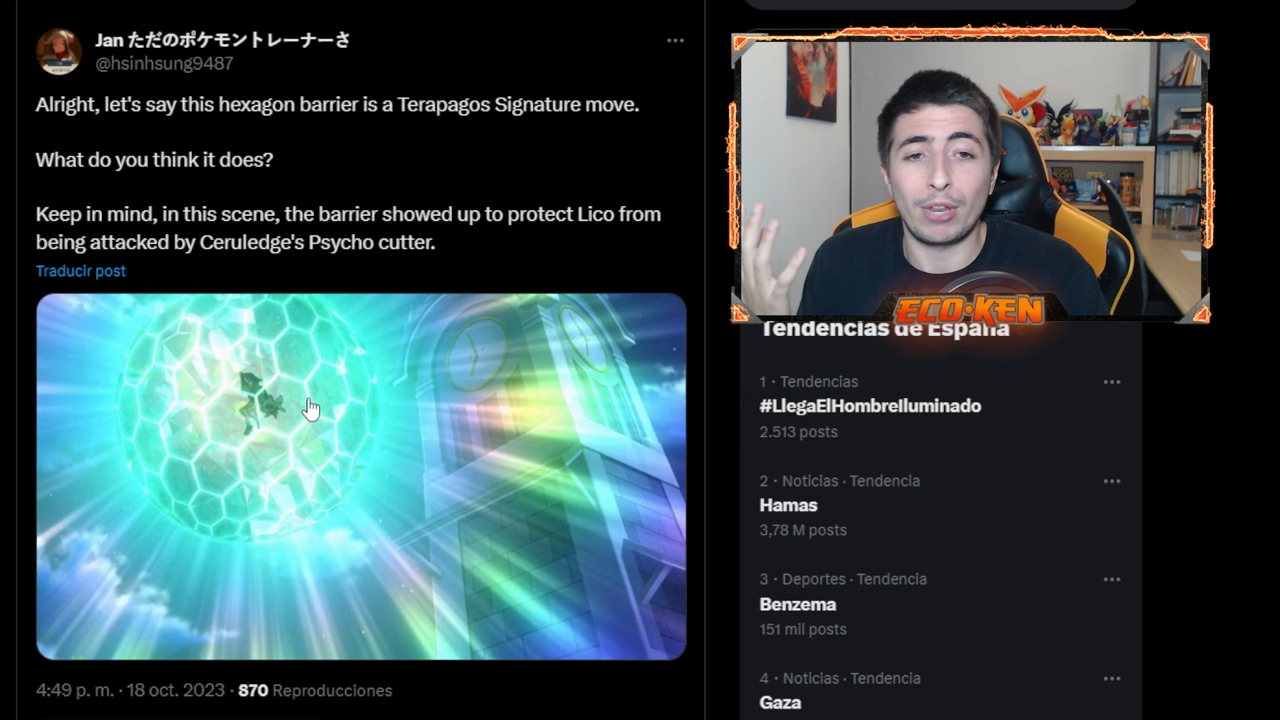 Jan ただのポケモントレーナーさ
@hsinhsung9487
Alright, let's say this hexagon barrier is a Terapagos Signature move.
What do you think it does?
Keep in mind, in this scene, the barrier showed up to protect Lico from
being attacked by Ceruledge's Psycho cutter.
Traducir post
4:49 p. m. · 18 oct. 2023 · 870 Reproducciones
ECO·KEN
Tendencias de España
1 · Tendencias
#LlegaElHombreIluminado
2.513 posts
2 · Noticias · Tendencia
Hamas
3,78 M posts
3 · Deportes · Tendencia
Benzema
151 mil posts
4 · Noticias · Tendencia
Gaza